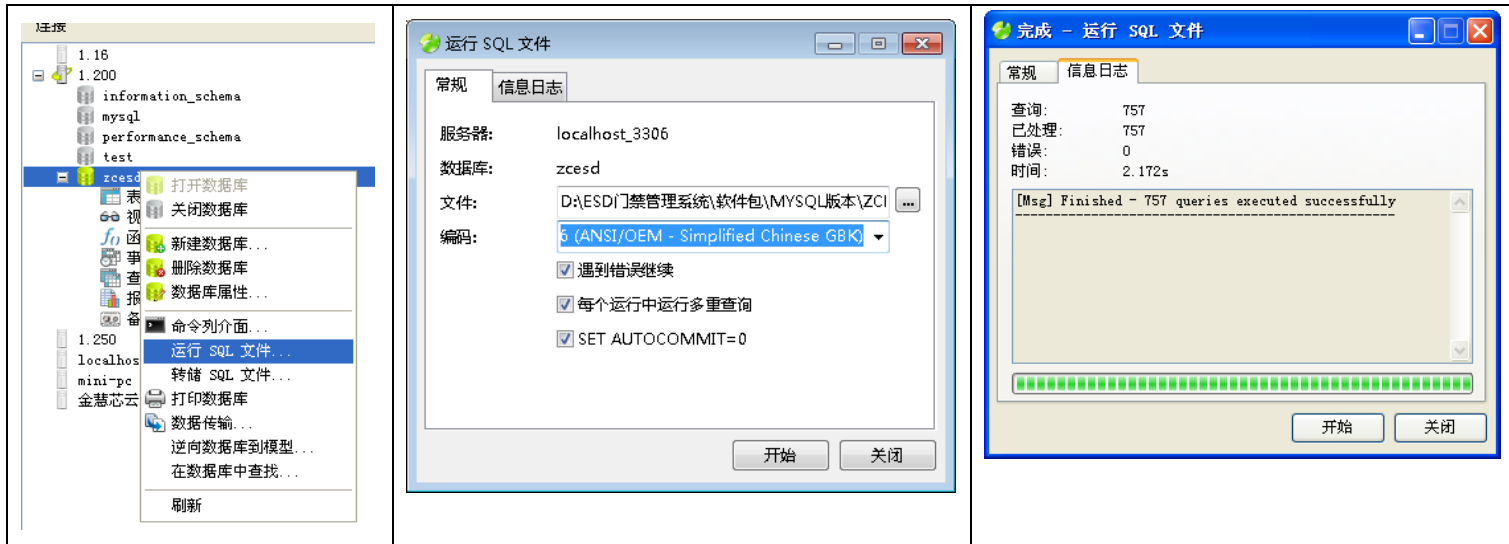 连接
1.16
1.200
information_schema
mysql
performance_schema
test
zcesd
表
视
函
事
查
报
备
1.250
localhos
mini-pc
金慧芯云
打开数据库
关闭数据库
新建数据库...
删除数据库
数据库属性...
命令列介面...
运行 SQL 文件...
转储 SQL 文件...
打印数据库
数据传输...
逆向数据库到模型...
在数据库中查找...
刷新
运行 SQL 文件
常规 信息日志
服务器: localhost_3306
数据库: zcesd
文件: D:\ESD门禁管理系统\软件包\MYSQL版本\ZCI ...
编码: 6 (ANSI/OEM - Simplified Chinese GBK)
遇到错误继续
每个运行中运行多重查询
SET AUTOCOMMIT=0
开始 关闭
完成 - 运行 SQL 文件
常规 信息日志
查询: 757
已处理: 757
错误: 0
时间: 2.172s
[Msg] Finished - 757 queries executed successfully
--------------------------------------------------
开始 关闭